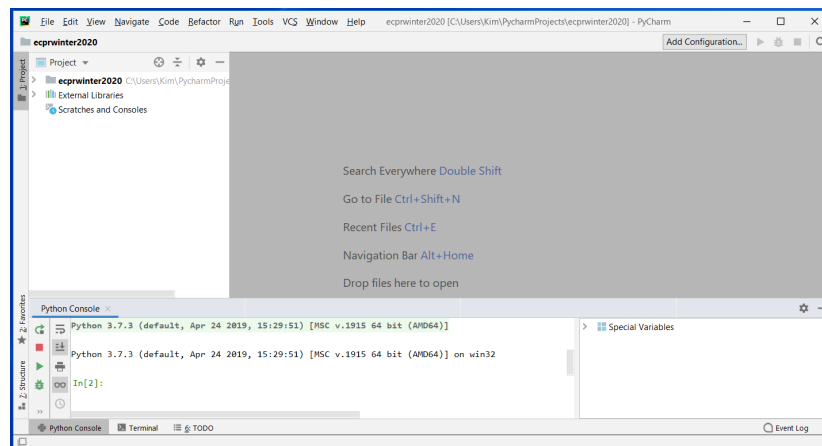 File Edit View Navigate Code Refactor Run Tools VCS Window Help ecprwinter2020 [C:\Users\Kim\PycharmProjects\ecprwinter2020] - PyCharm
ecprwinter2020 Add Configuration...
1: Project
Project
ecprwinter2020 C:\Users\Kim\PycharmProje
External Libraries
Scratches and Consoles
Search Everywhere Double Shift
Go to File Ctrl+Shift+N
Recent Files Ctrl+E
Navigation Bar Alt+Home
Drop files here to open
2: Favorites
Z: Structure
Python Console
Python 3.7.3 (default, Apr 24 2019, 15:29:51) [MSC v.1915 64 bit (AMD64)]
Python 3.7.3 (default, Apr 24 2019, 15:29:51) [MSC v.1915 64 bit (AMD64)] on win32
In[2]:
Special Variables
Python Console Terminal 6: TODO Event Log